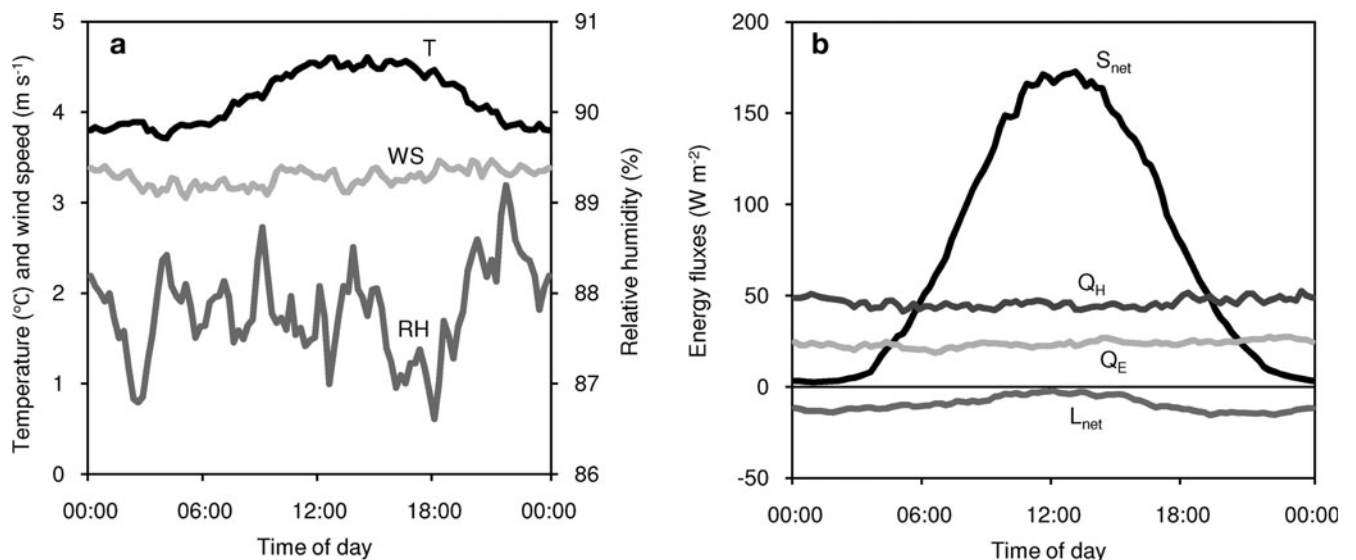 a
Temperature (°C) and wind speed (m s⁻¹)
5
4
3
2
1
0
T
WS
RH
91
90
89
88
87
86
Relative humidity (%)
00:00 06:00 12:00 18:00 00:00
Time of day
b
Energy fluxes (W m⁻²)
200
150
100
50
0
-50
Snet
QH
QE
Lnet
00:00 06:00 12:00 18:00 00:00
Time of day